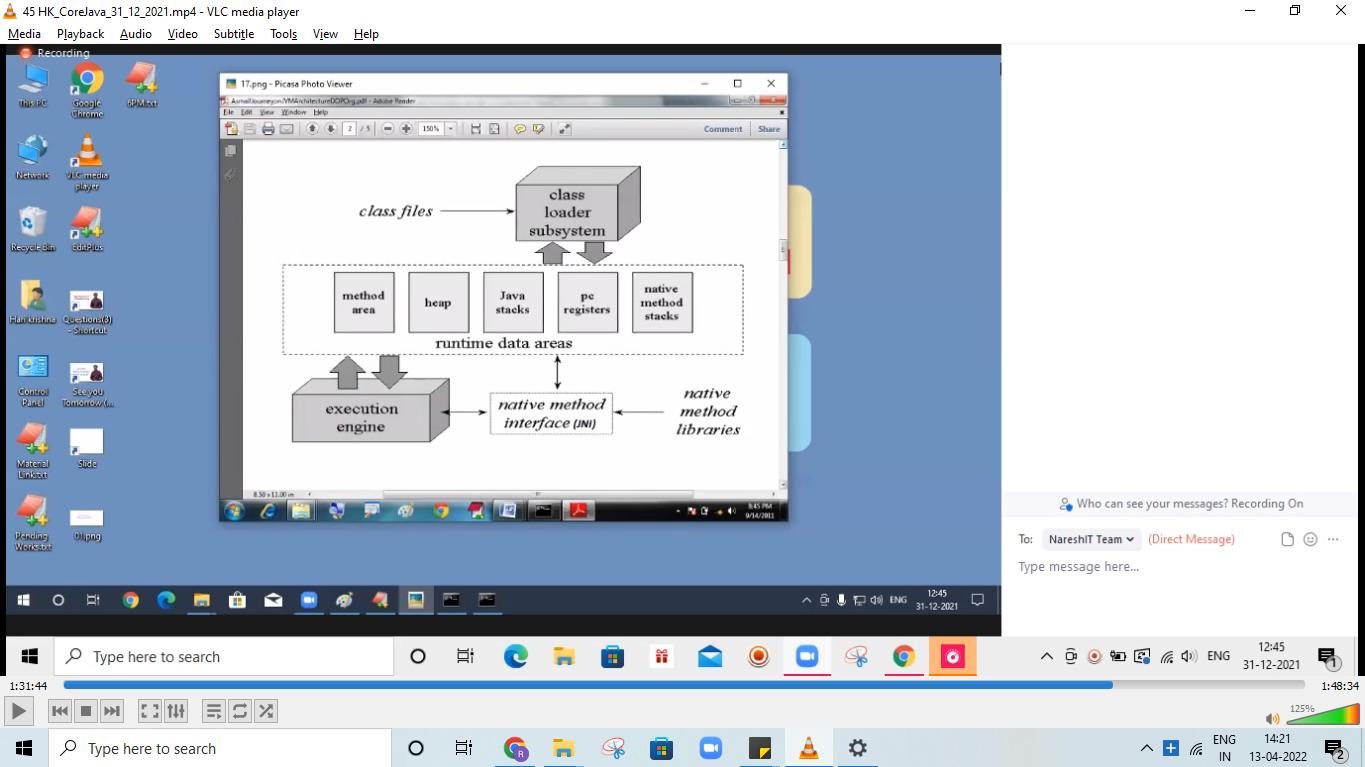 45 HK_CoreJava_31_12_2021.mp4 - VLC media player
Media Playback Audio Video Subtitle Tools View Help
Recording
This PC
Google Chrome
6PM.txt
Network
VLC media player
Recycle Bin
EditPlus
Hari krishna
Questions(3) - Shortcut
Control Panel
See you Tomorrow (...
Material Link.txt
Slide
Pending Works.txt
01.png
17.png - Picasa Photo Viewer
File Edit View Window Help
2 / 5
150%
Comment Share
class files
class
loader
subsystem
method
area
heap
Java
stacks
pc
registers
native
method
stacks
runtime data areas
execution
engine
native method
interface (JNI)
native
method
libraries
8.50 x 11.00 in
8:45 PM
9/14/2011
ENG
12:45
31-12-2021
Who can see your messages? Recording On
To: NareshIT Team (Direct Message)
Type message here...
Type here to search
ENG
12:45
31-12-2021
1
1:31:44
1:48:34
125%
Type here to search
R
ENG
IN
14:21
13-04-2022
2